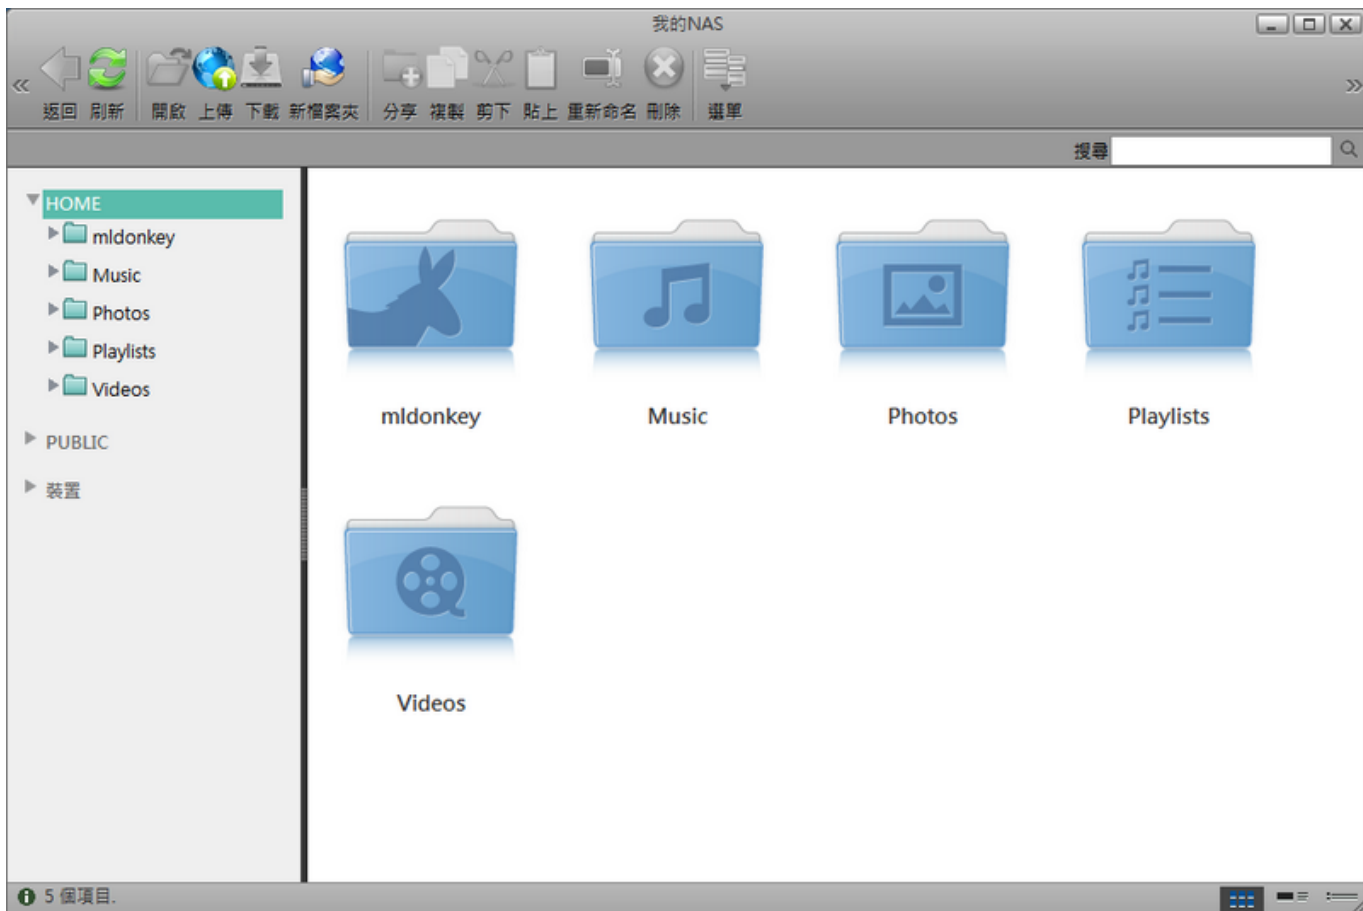 我的NAS
返回 刷新 開啟 上傳 下載 新檔案夾 分享 複製 剪下 貼上 重新命名 刪除 選單
搜尋
HOME
mldonkey
Music
Photos
Playlists
Videos
PUBLIC
裝置
mldonkey Music Photos Playlists
Videos
5 個項目.